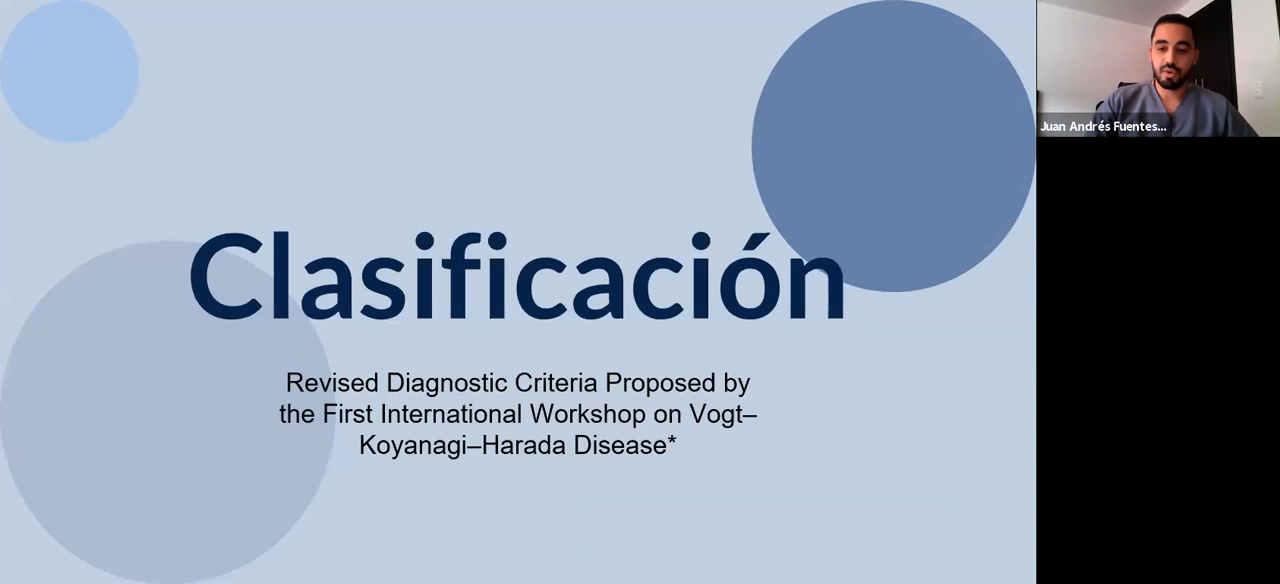 Clasificación
Revised Diagnostic Criteria Proposed by
the First International Workshop on Vogt–
Koyanagi–Harada Disease*
Juan Andrés Fuentes...